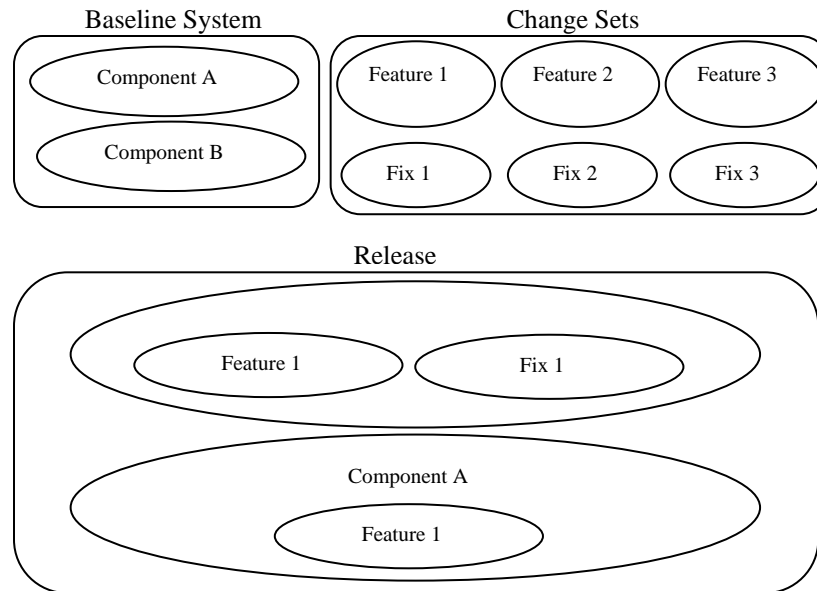 Baseline System
Change Sets
Component A
Component B
Feature 1
Feature 2
Feature 3
Fix 1
Fix 2
Fix 3
Release
Feature 1
Fix 1
Component A
Feature 1